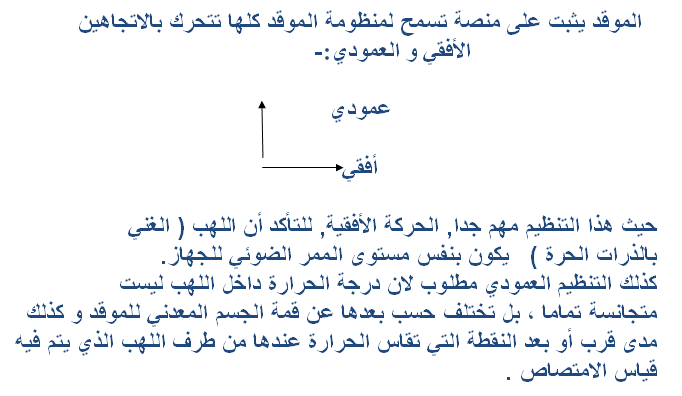 الموقد يثبت على منصة تسمح لمنظومة الموقد كلها تتحرك بالاتجاهين
الأفقي و العمودي:-
عمودي
أفقي
حيث هذا التنظيم مهم جدا, الحركة الأفقية, للتأكد أن اللهب ( الغني
بالذرات الحرة ) يكون بنفس مستوى الممر الضوئي للجهاز.
كذلك التنظيم العمودي مطلوب لان درجة الحرارة داخل اللهب ليست
متجانسة تماما ، بل تختلف حسب بعدها عن قمة الجسم المعدني للموقد و كذلك
مدى قرب أو بعد النقطة التي تقاس الحرارة عندها من طرف اللهب الذي يتم فيه
قياس الامتصاص .